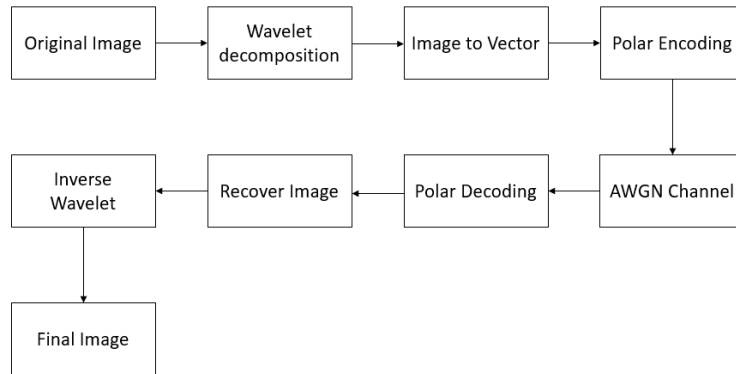 Original Image
Wavelet
decomposition
Image to Vector
Polar Encoding
AWGN Channel
Polar Decoding
Recover Image
Inverse
Wavelet
Final Image